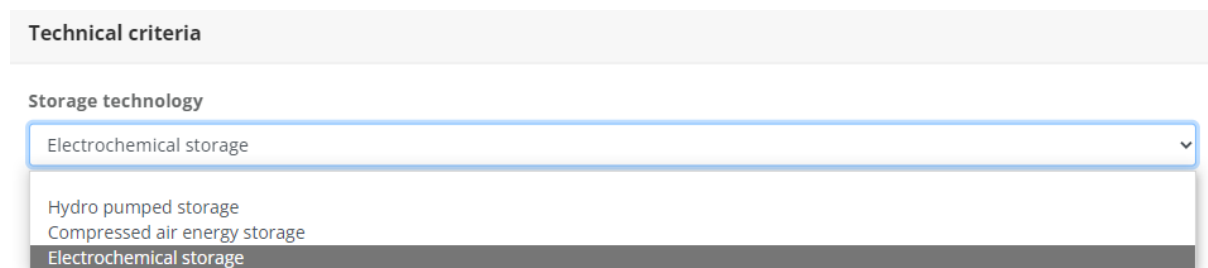 Technical criteria
Storage technology
Electrochemical storage
Hydro pumped storage
Compressed air energy storage
Electrochemical storage